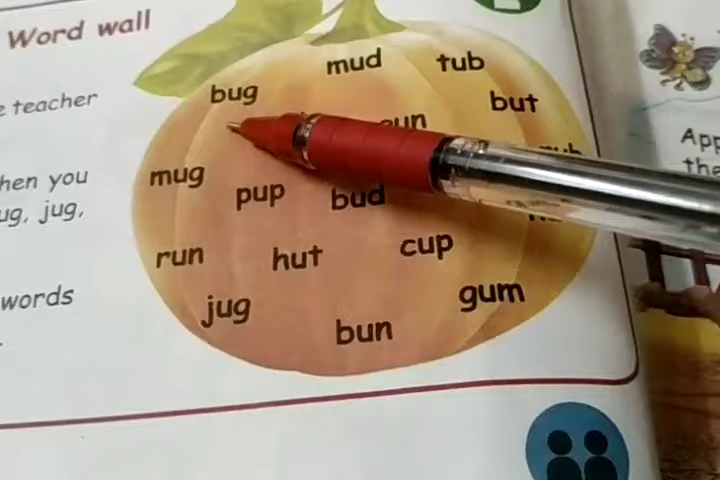 Word wall
mud tub
bug but
teacher
mug
hen you
pup bud
ug, jug,
run hut cup
words
jug gum
bun
App
the